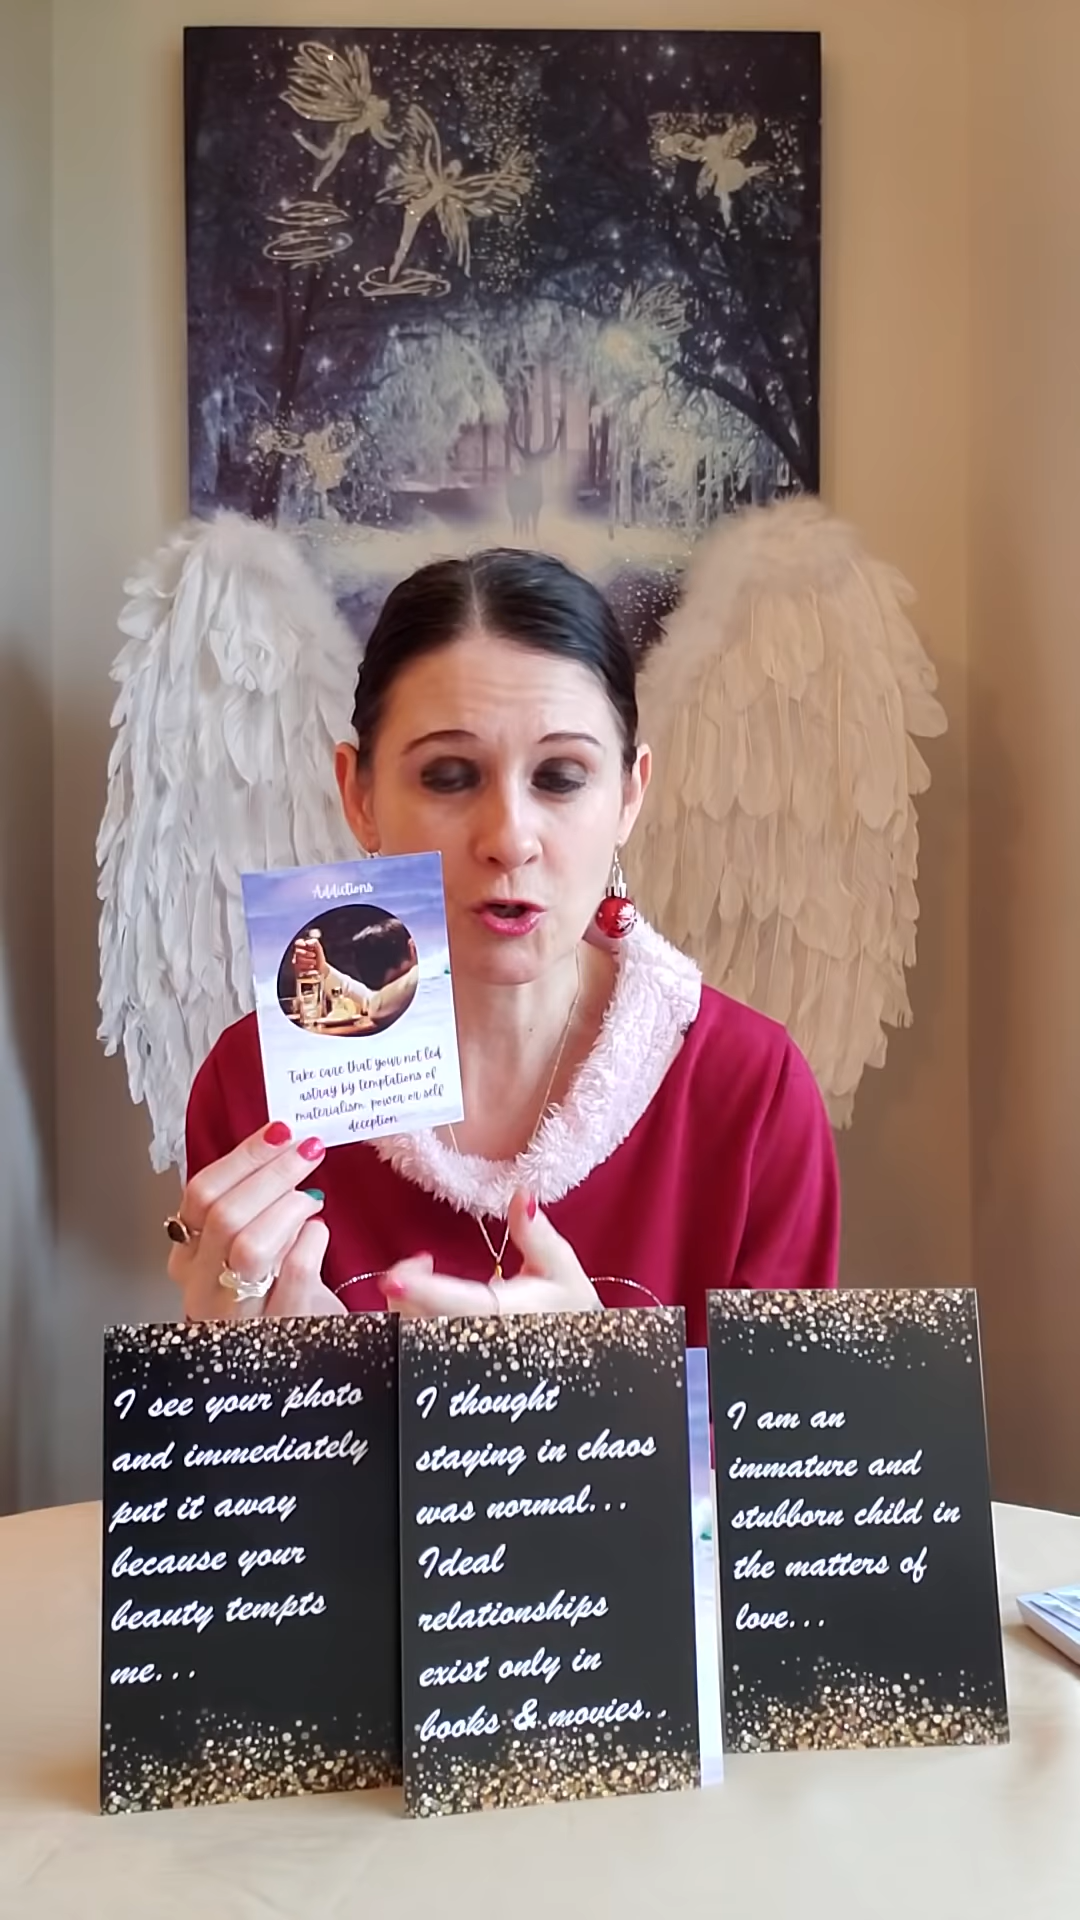 Addictions
Take care that your not led
astray by temptations of
materialism power or self
deception
I see your photo
and immediately
put it away
because your
beauty tempts
me...
I thought
staying in chaos
was normal...
Ideal
relationships
exist only in
books & movies..
I am an
immature and
stubborn child in
the matters of
love...